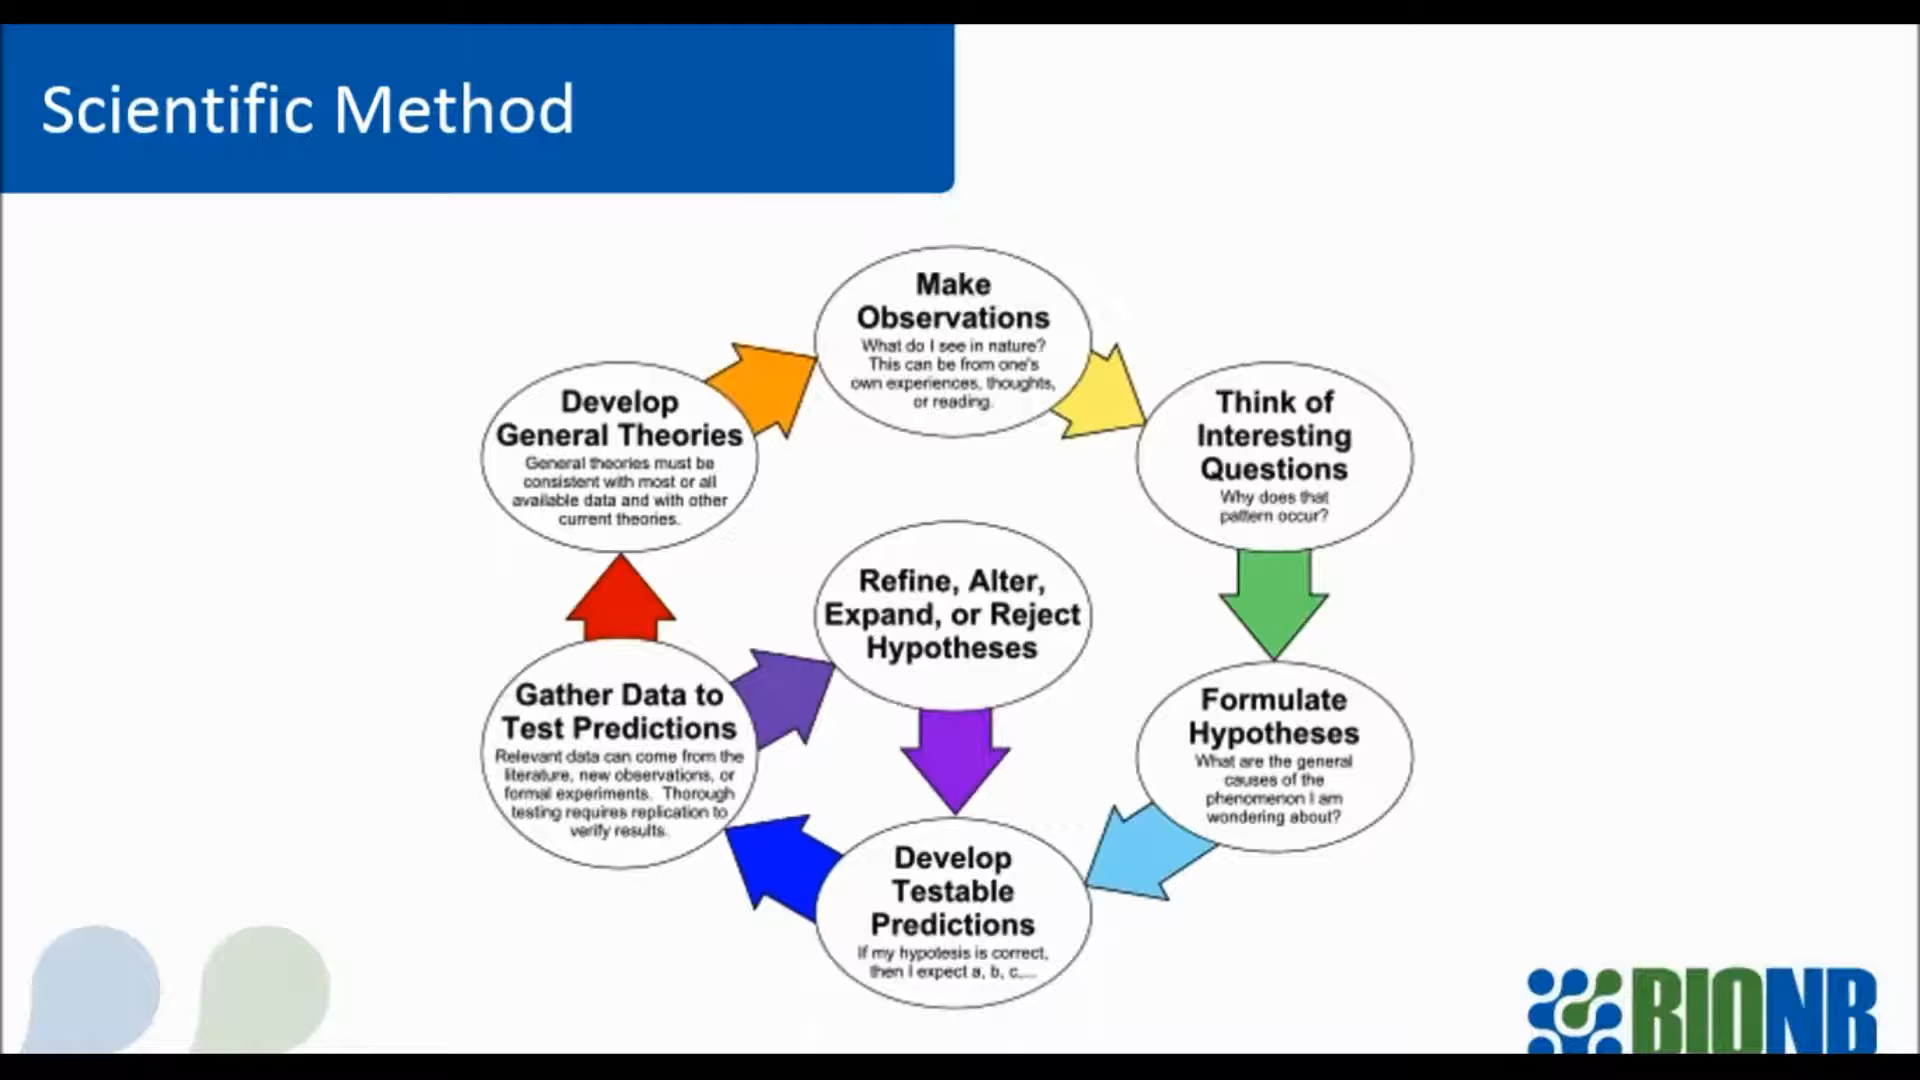 Scientific Method
Make
Observations
What do I see in nature?
This can be from one's
own experiences, thoughts,
or reading.
Think of
Interesting
Questions
Why does that
pattern occur?
Formulate
Hypotheses
What are the general
causes of the
phenomenon I am
wondering about?
Develop
Testable
Predictions
If my hypotesis is correct,
then I expect a, b, c,...
Gather Data to
Test Predictions
Relevant data can come from the
literature, new observations, or
formal experiments. Thorough
testing requires replication to
verify results.
Refine, Alter,
Expand, or Reject
Hypotheses
Develop
General Theories
General theories must be
consistent with most or all
available data and with other
current theories.
BIONB